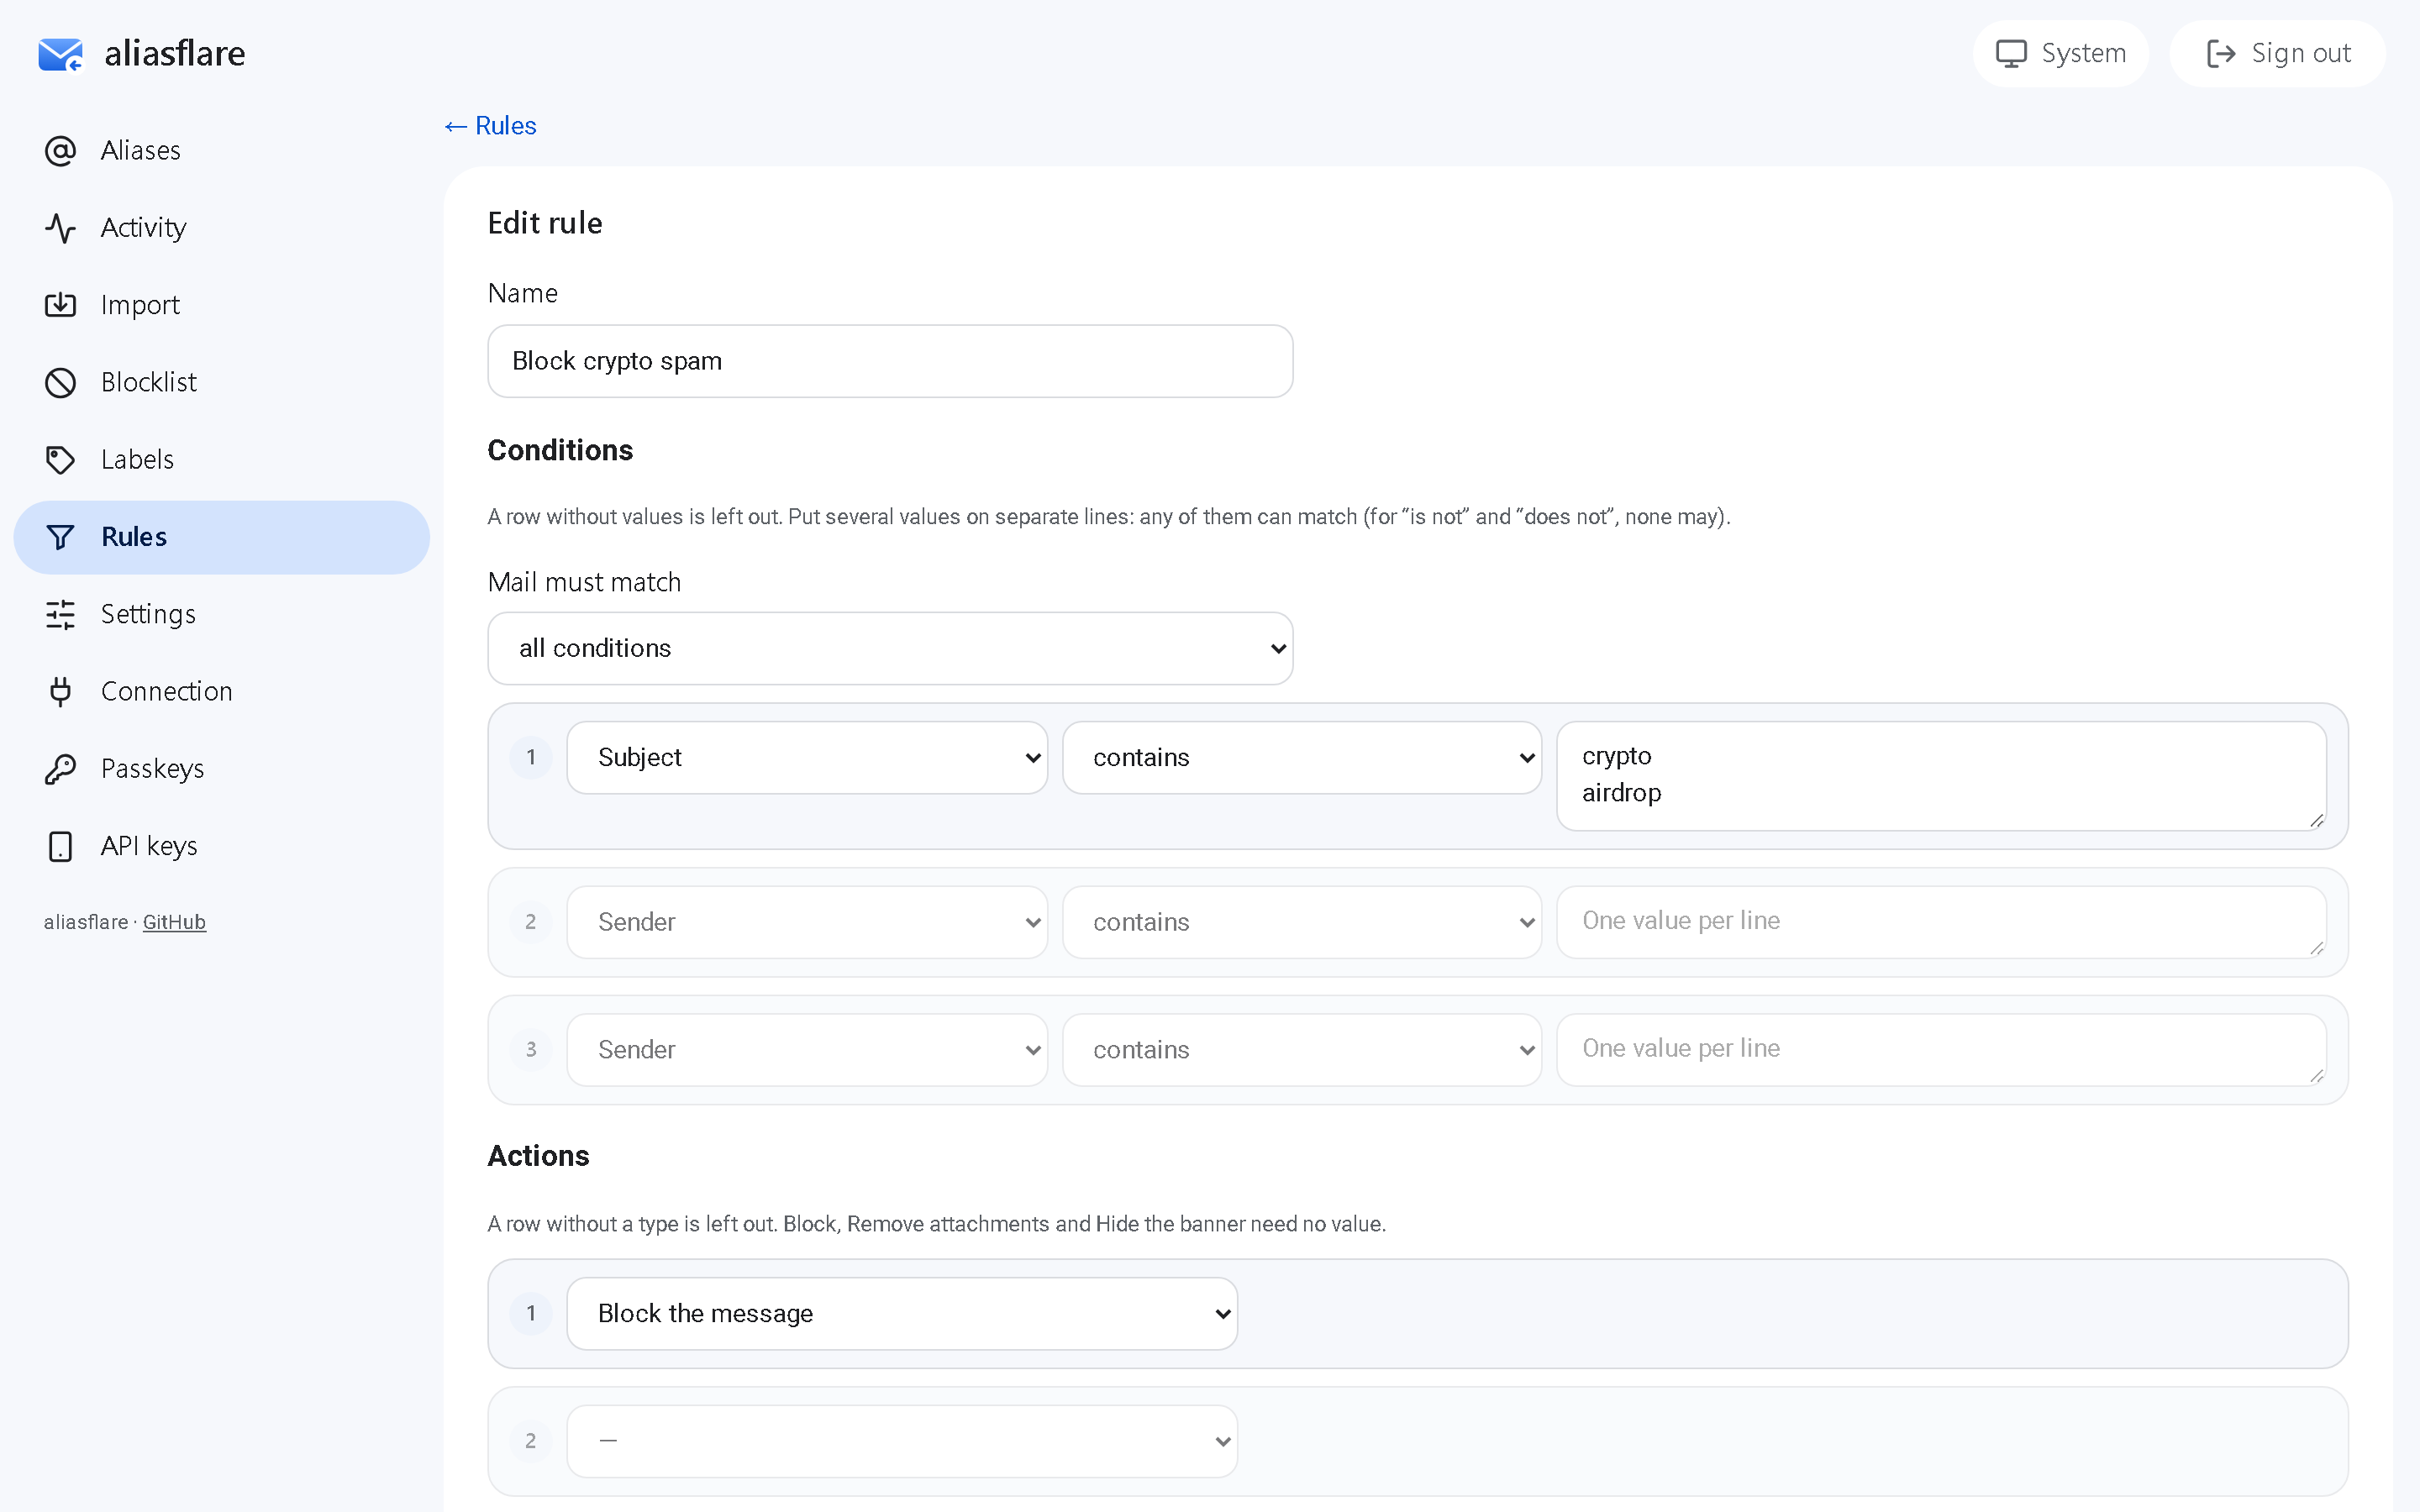 aliasflare
System
Sign out
Aliases
Activity
Import
Blocklist
Labels
Rules
Settings
Connection
Passkeys
API keys
aliasflare · GitHub
← Rules
Edit rule
Name
Block crypto spam
Conditions
A row without values is left out. Put several values on separate lines: any of them can match (for “is not” and “does not”, none may).
Mail must match
all conditions
1 Subject contains crypto
airdrop
2 Sender contains One value per line
3 Sender contains One value per line
Actions
A row without a type is left out. Block, Remove attachments and Hide the banner need no value.
1 Block the message
2 —